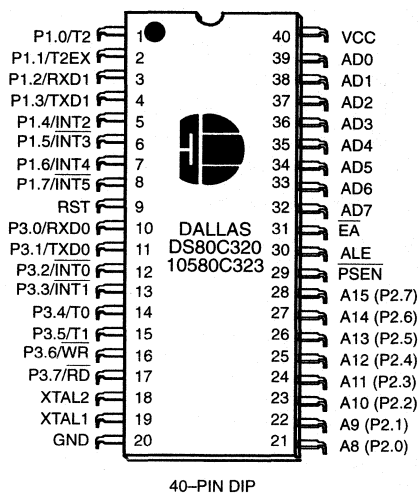 P1.0/T2 1 40 VCC
P1.1/T2EX 2 39 AD0
P1.2/RXD1 3 38 AD1
P1.3/TXD1 4 37 AD2
P1.4/INT2 5 36 AD3
P1.5/INT3 6 35 AD4
P1.6/INT4 7 34 AD5
P1.7/INT5 8 33 AD6
RST 9 32 AD7
P3.0/RXD0 10 DALLAS 31 EA
P3.1/TXD0 11 DS80C320 30 ALE
P3.2/INT0 12 10580C323 29 PSEN
P3.3/INT1 13 28 A15 (P2.7)
P3.4/T0 14 27 A14 (P2.6)
P3.5/T1 15 26 A13 (P2.5)
P3.6/WR 16 25 A12 (P2.4)
P3.7/RD 17 24 A11 (P2.3)
XTAL2 18 23 A10 (P2.2)
XTAL1 19 22 A9 (P2.1)
GND 20 21 A8 (P2.0)
40–PIN DIP